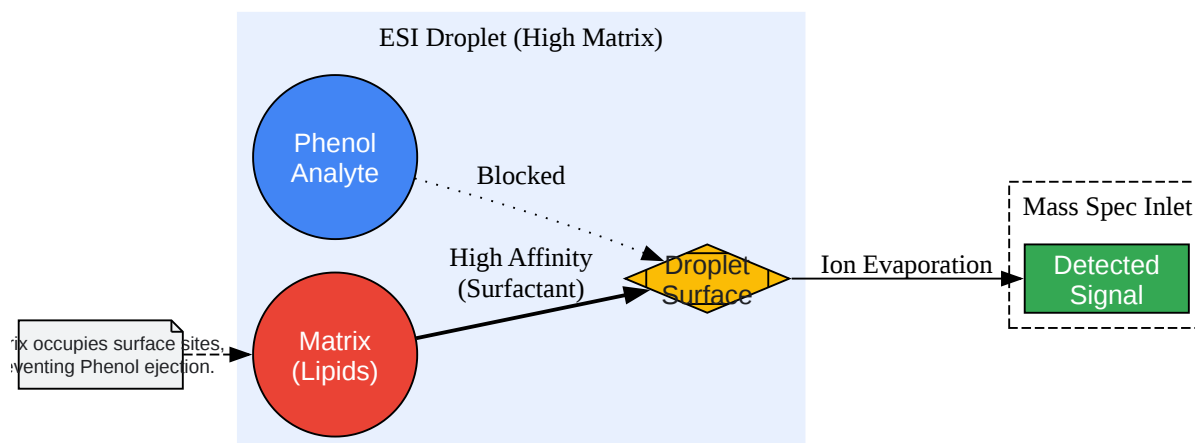 ESI Droplet (High Matrix)
Phenol
Analyte
Blocked
High Affinity
(Surfactant)
Droplet
Surface
Ion Evaporation
Mass Spec Inlet
Detected
Signal
Matrix
(Lipids)
occupies surface sites,
Phenol ejection.